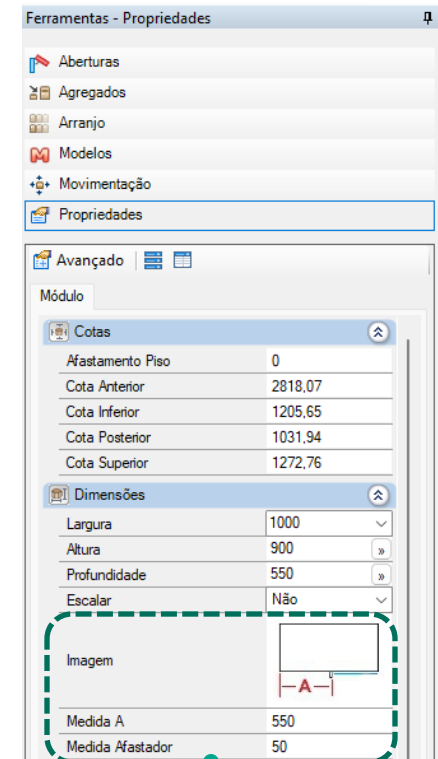 Ferramentas - Propriedades
Aberturas
Agregados
Arranjo
Modelos
Movimentação
Propriedades
Avançado
Módulo
Cotas
Afastamento Piso 0
Cota Anterior 2818,07
Cota Inferior 1205,65
Cota Posterior 1031,94
Cota Superior 1272,76
Dimensões
Largura 1000
Altura 900 »
Profundidade 550 »
Escalar Não
Imagem
A
Medida A 550
Medida Afastador 50